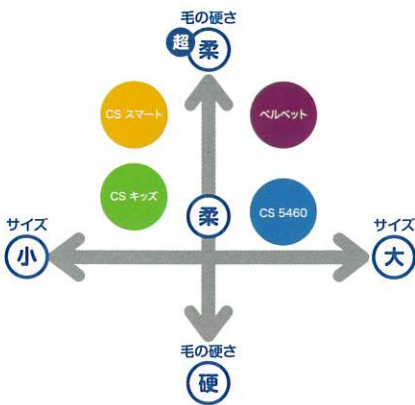 毛の硬さ
超
柔
CS スマート
ベルベット
CS キッズ
CS 5460
柔
サイズ
小
サイズ
大
毛の硬さ
硬